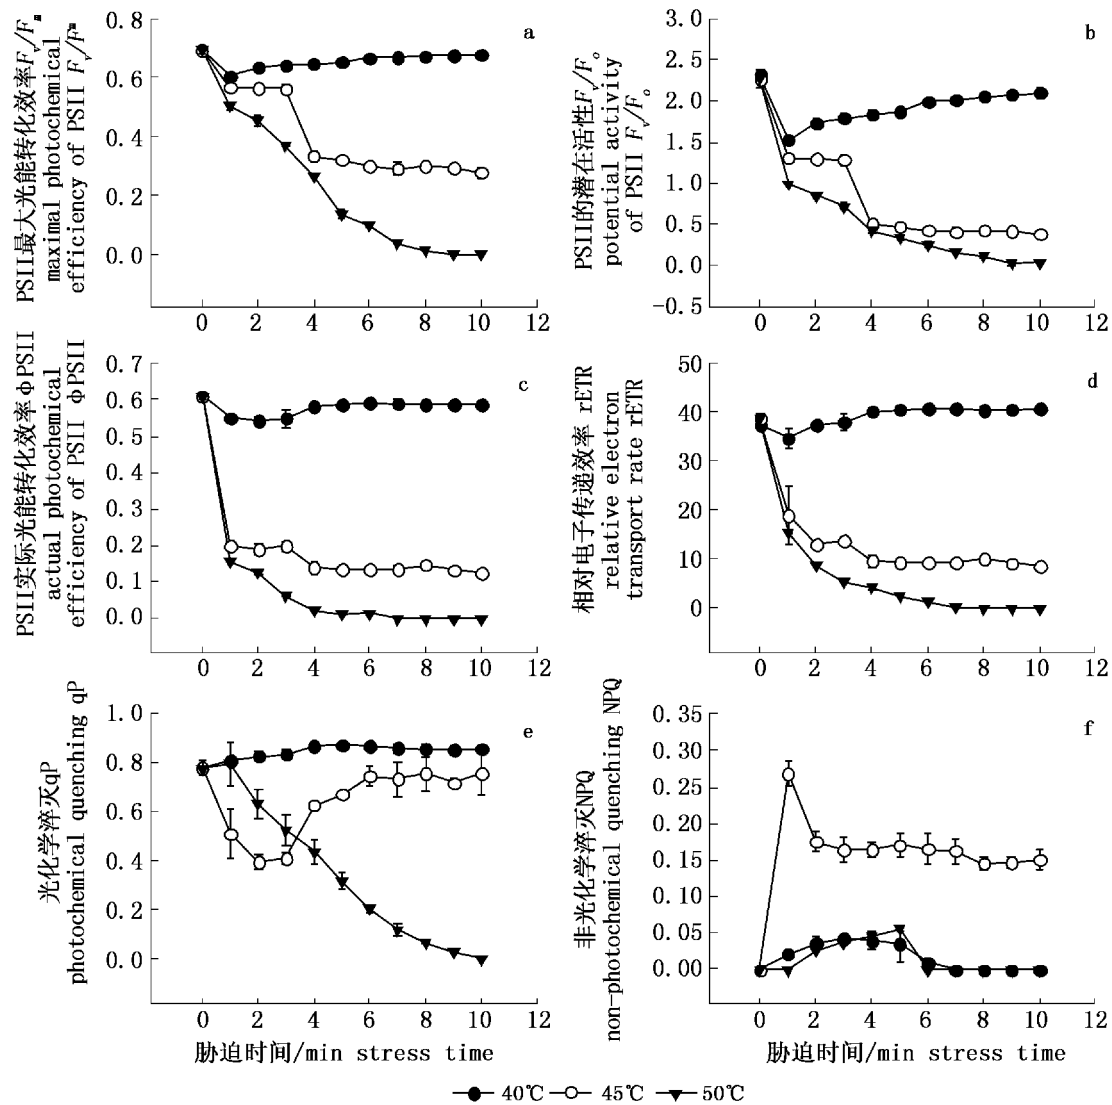 PSII最大光能转化效率Fv/Fm
maximal photochemical
efficiency of PSII Fv/Fm
0.8
0.6
0.4
0.2
0.0
a
0 2 4 6 8 10 12
PSII的潜在活性Fv/Fo
potential activity
of PSII Fv/Fo
3.0
2.5
2.0
1.5
1.0
0.5
0.0
-0.5
b
0 2 4 6 8 10 12
PSII实际光能转化效率φPSII
actual photochemical
efficiency of PSII φPSII
0.7
0.6
0.5
0.4
0.3
0.2
0.1
0.0
c
0 2 4 6 8 10 12
相对电子传递效率 rETR
relative electron
transport rate rETR
50
40
30
20
10
0
d
0 2 4 6 8 10 12
光化学淬灭qP
photochemical quenching qP
1.0
0.8
0.6
0.4
0.2
0.0
e
0 2 4 6 8 10 12
胁迫时间/min stress time
非光化学淬灭NPQ
non-photochemical quenching NPQ
0.35
0.30
0.25
0.20
0.15
0.10
0.05
0.00
f
0 2 4 6 8 10 12
胁迫时间/min stress time
40℃ 45℃ 50℃